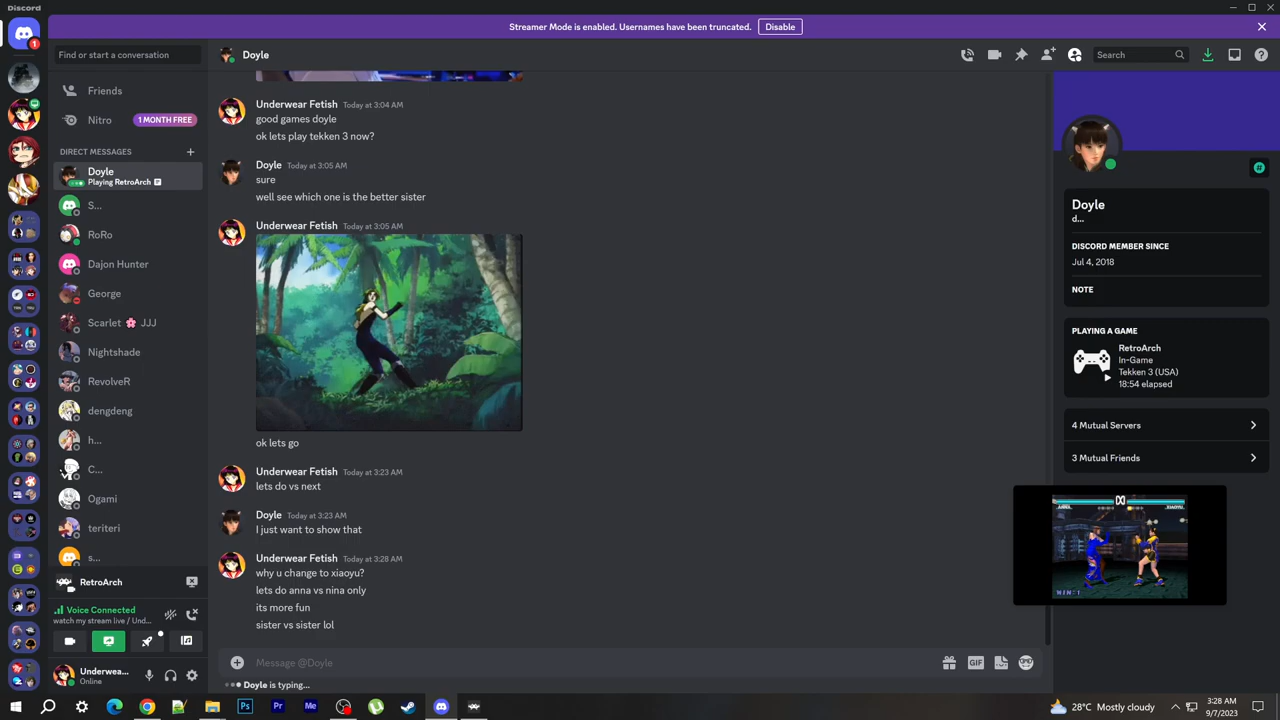 Discord
Streamer Mode is enabled. Usernames have been truncated.
Disable
Find or start a conversation
Doyle
Search
1
Friends
Nitro
1 MONTH FREE
DIRECT MESSAGES
Doyle
Playing RetroArch
S...
RoRo
Dajon Hunter
George
Scarlet 🌸 JJJ
Nightshade
RevolveR
dengdeng
h...
C...
Ogami
teriteri
s...
RetroArch
Voice Connected
watch my stream live / Und...
Underwea...
Online
Underwear Fetish Today at 3:04 AM
good games doyle
ok lets play tekken 3 now?
Doyle Today at 3:05 AM
sure
well see which one is the better sister
Underwear Fetish Today at 3:05 AM
ok lets go
Underwear Fetish Today at 3:23 AM
lets do vs next
Doyle Today at 3:23 AM
I just want to show that
Underwear Fetish Today at 3:28 AM
why u change to xiaoyu?
lets do anna vs nina only
its more fun
sister vs sister lol
Message @Doyle
GIF
Doyle is typing...
Doyle
d...
DISCORD MEMBER SINCE
Jul 4, 2018
NOTE
PLAYING A GAME
RetroArch
In-Game
Tekken 3 (USA)
18:54 elapsed
4 Mutual Servers
3 Mutual Friends
XIAOYU
WIN:1
Ps
Pr
Me
28°C Mostly cloudy
3:28 AM
9/7/2023